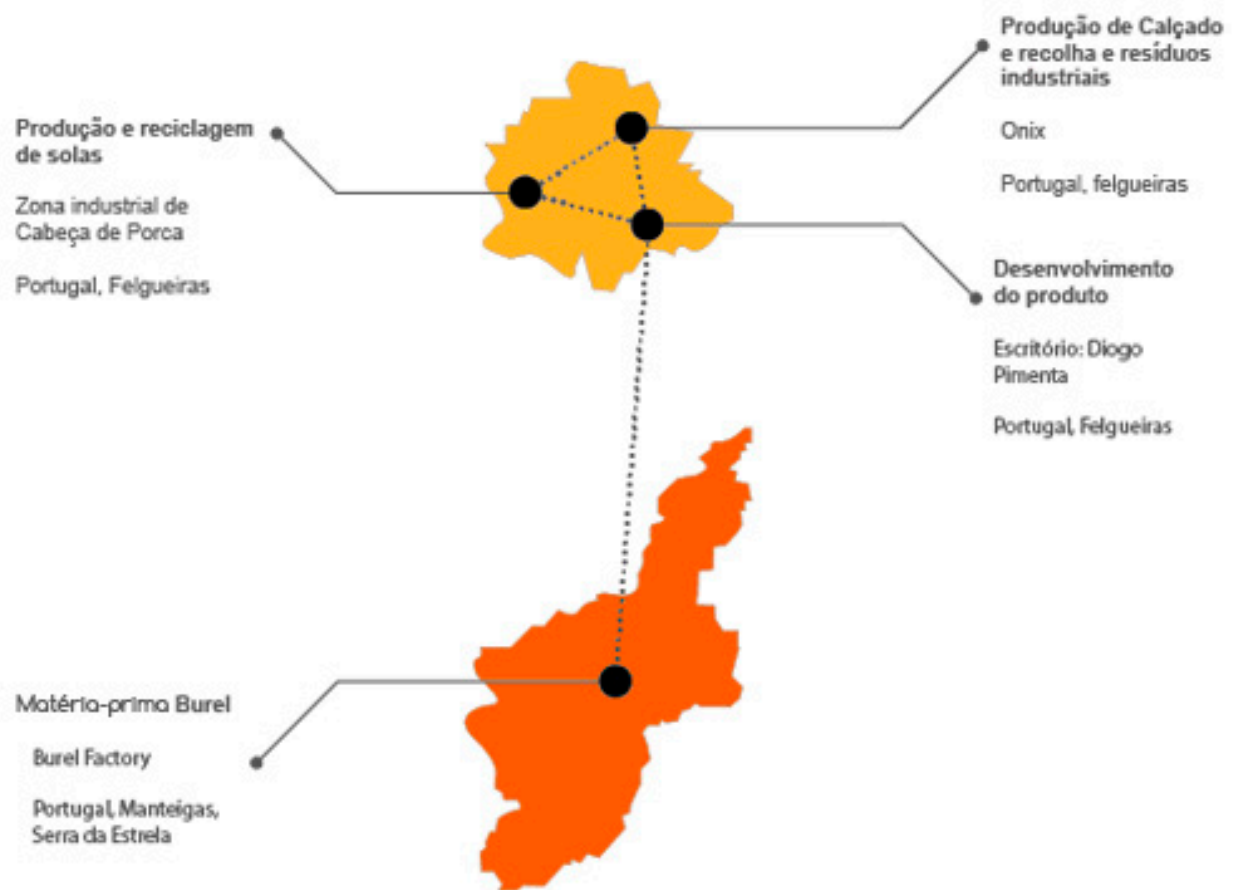 Produção de Calçado
e recolha e resíduos
industriais
Onix
Portugal, felgueiras
Produção e reciclagem
de solas
Zona industrial de
Cabeça de Porca
Portugal, Felgueiras
Desenvolvimento
do produto
Escritório: Diogo
Pimenta
Portugal, Felgueiras
Matéria-prima Burel
Burel Factory
Portugal, Manteigas,
Serra da Estrela